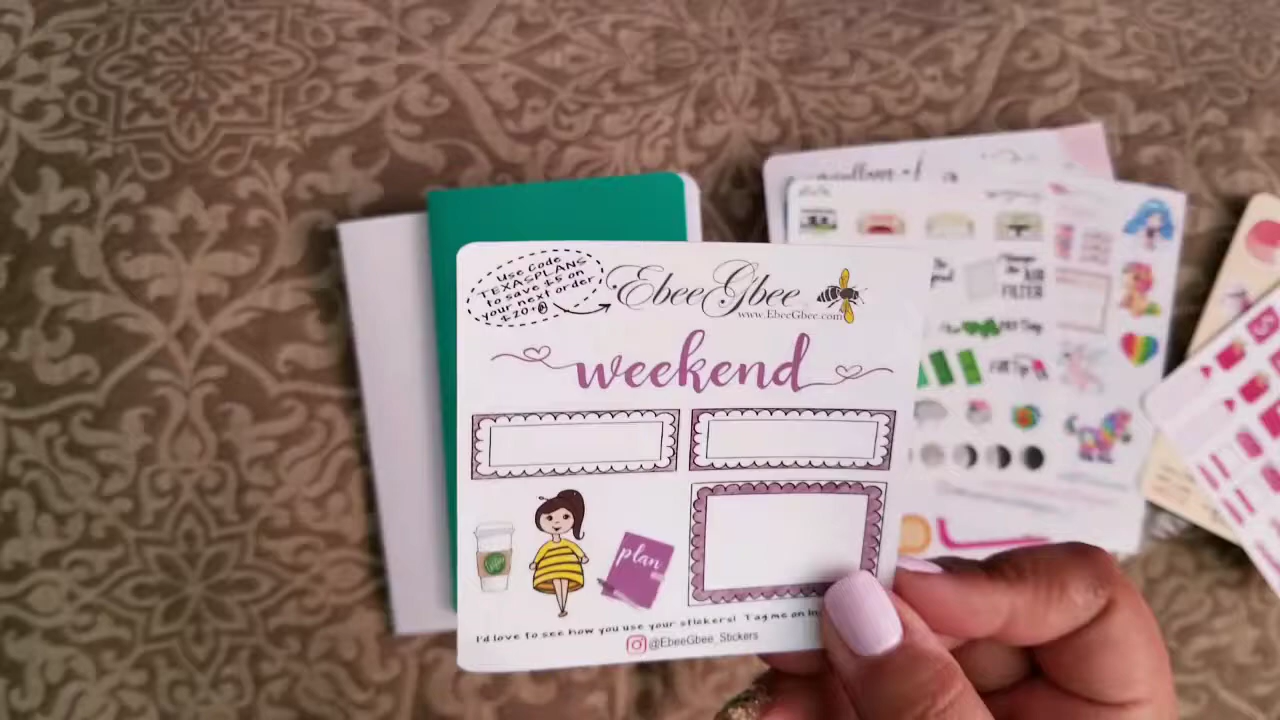 Use Code
TEXASPLANS
to save $5 on
your next order
$20+
EbeeGbee
www.EbeeGbee.com
weekend
plan
I'd love to see how you use your stickers! Tag me on
@EbeeGbee_Stickers
AIR
FILTER